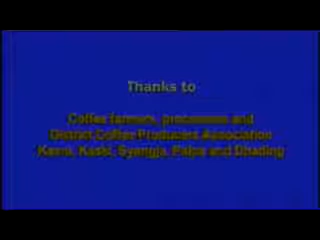 Thanks to
Coffee farmers, processors and
District Coffee Producers Association
Kavre, Kaski, Syangja, Palpa and Dhading